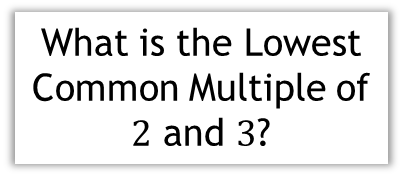 What is the Lowest
Common Multiple of
2 and 3?